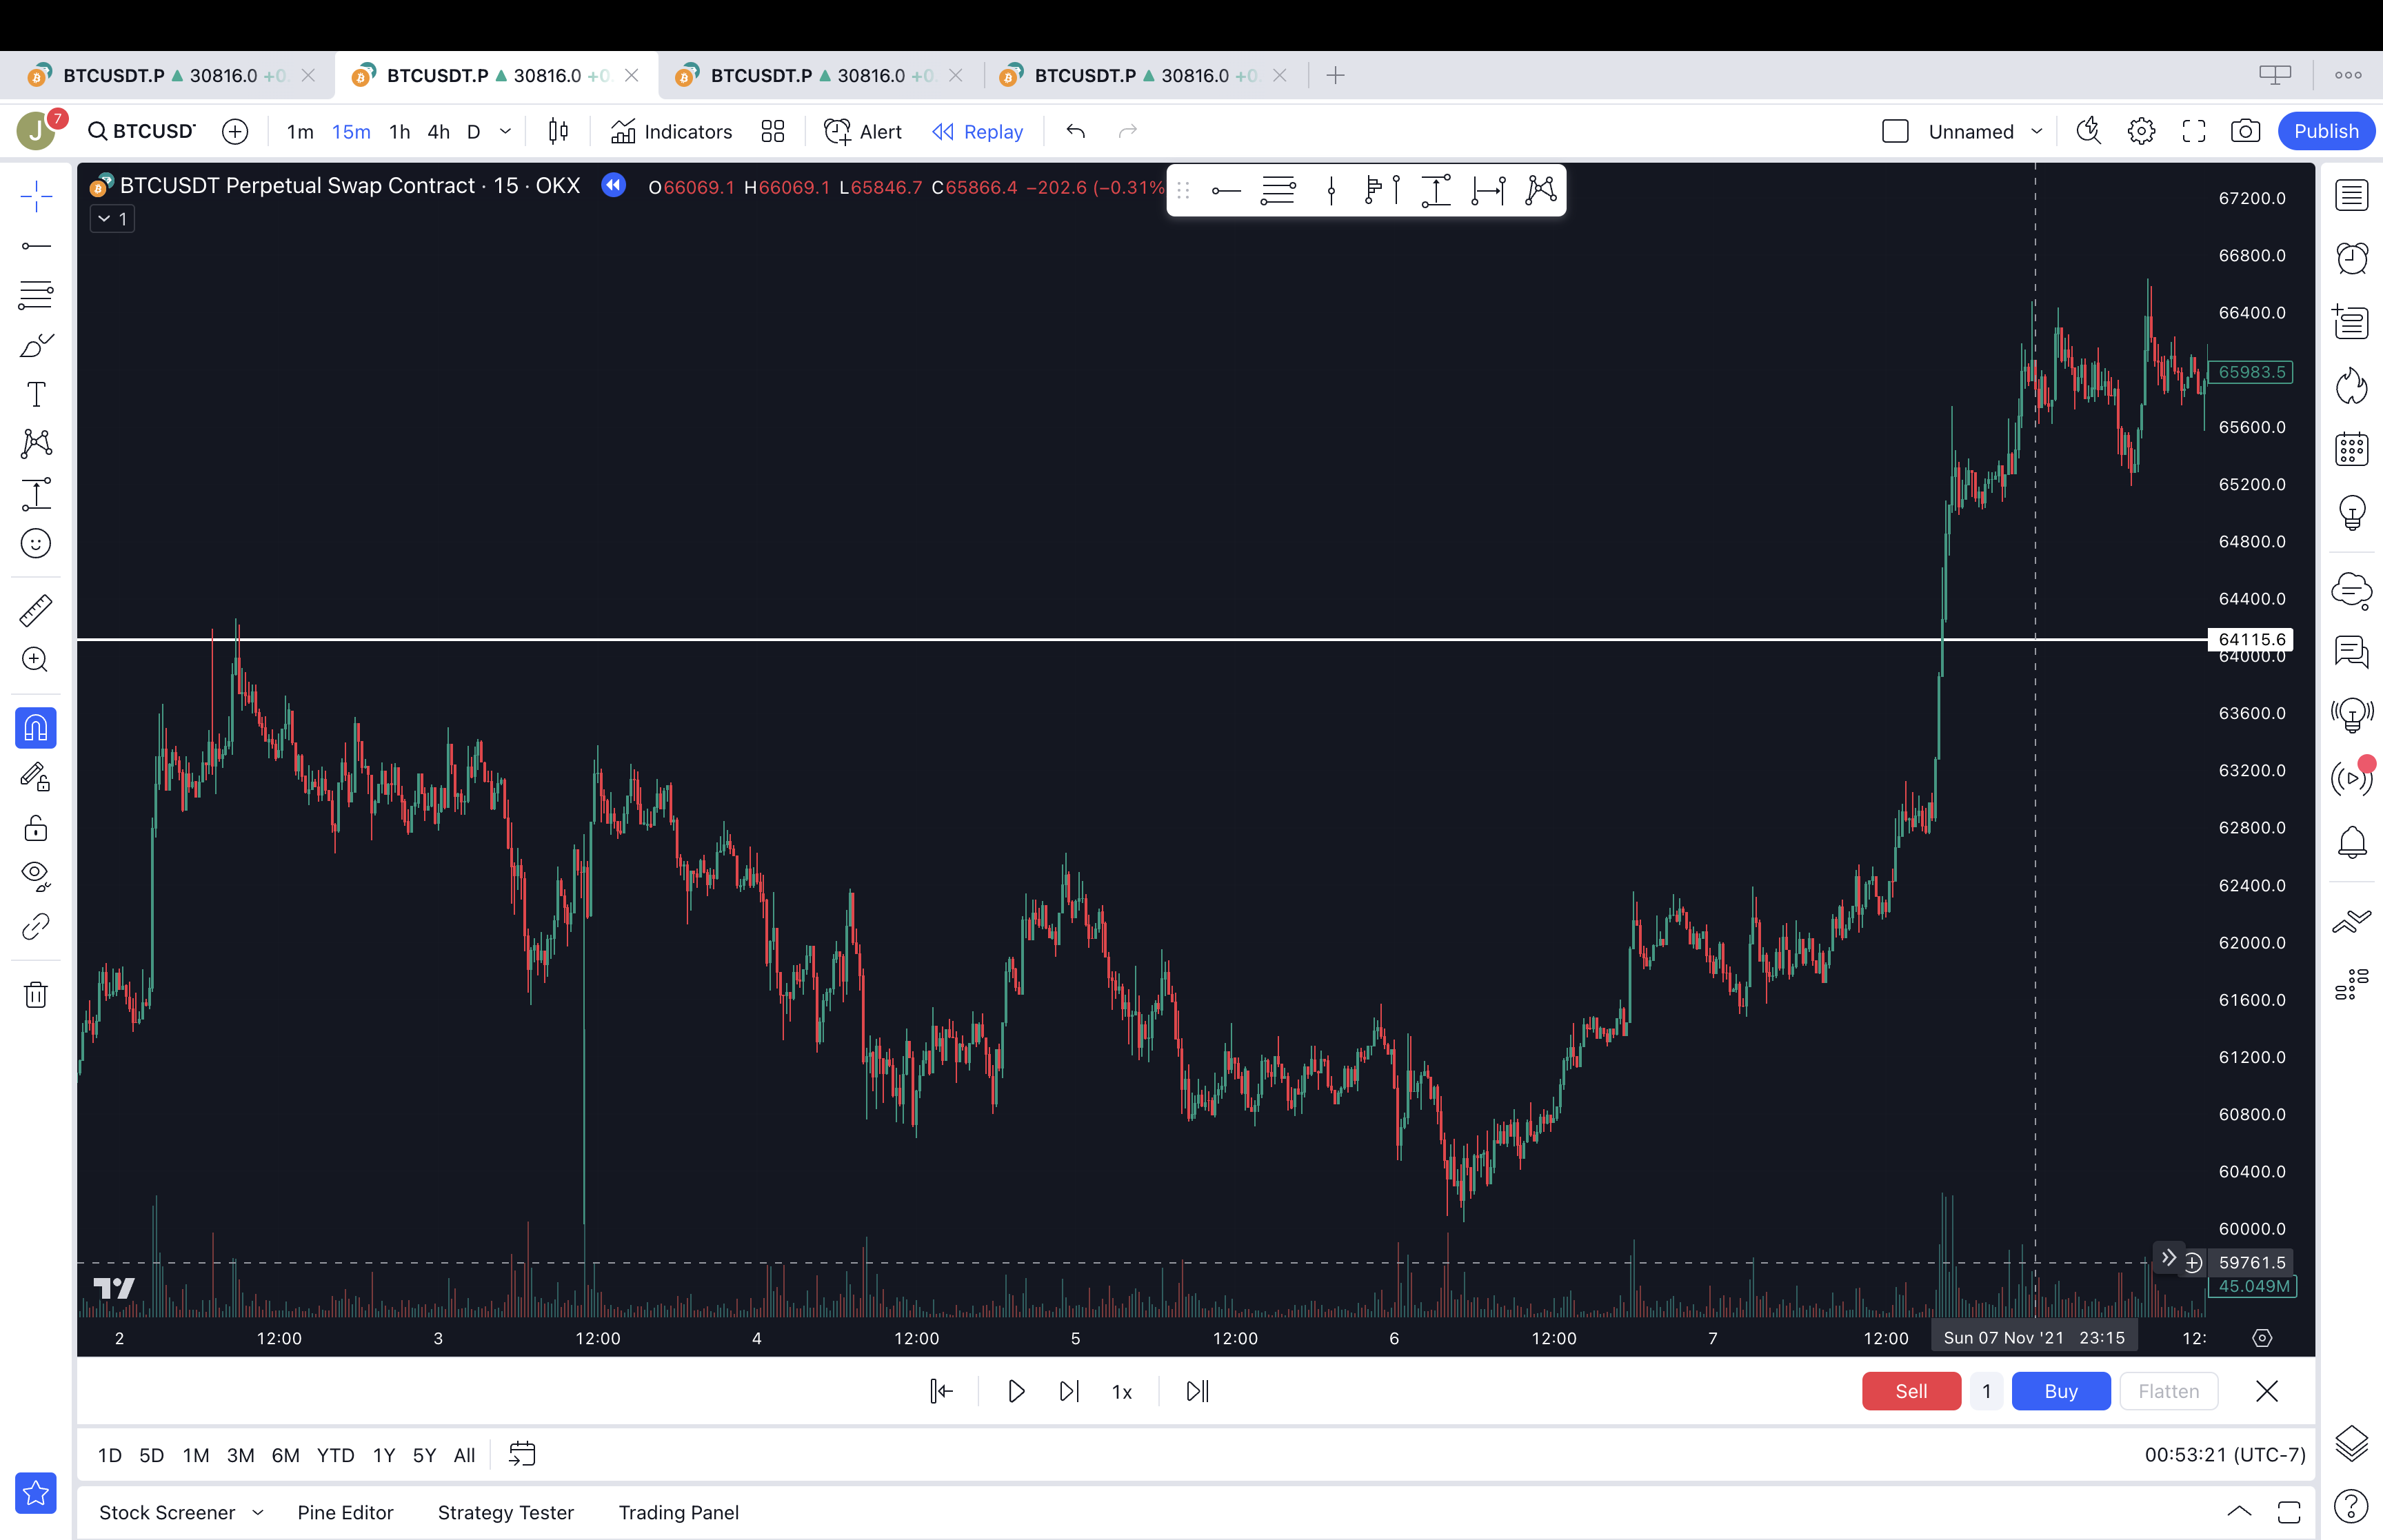 BTCUSDT.P ▲ 30816.0 +0.
BTCUSDT.P ▲ 30816.0 +0.
BTCUSDT.P ▲ 30816.0 +0.
BTCUSDT.P ▲ 30816.0 +0.
J 7 BTCUSD 1m 15m 1h 4h D Indicators Alert Replay Unnamed Publish
BTCUSDT Perpetual Swap Contract · 15 · OKX O66069.1 H66069.1 L65846.7 C65866.4 −202.6 (−0.31%
1
67200.0
66800.0
66400.0
65983.5
65600.0
65200.0
64800.0
64400.0
64115.6
64000.0
63600.0
63200.0
62800.0
62400.0
62000.0
61600.0
61200.0
60800.0
60400.0
60000.0
59761.5
45.049M
2 12:00 3 12:00 4 12:00 5 12:00 6 12:00 7 12:00 Sun 07 Nov '21 23:15 12:
1x Sell 1 Buy Flatten
1D 5D 1M 3M 6M YTD 1Y 5Y All 00:53:21 (UTC-7)
Stock Screener Pine Editor Strategy Tester Trading Panel